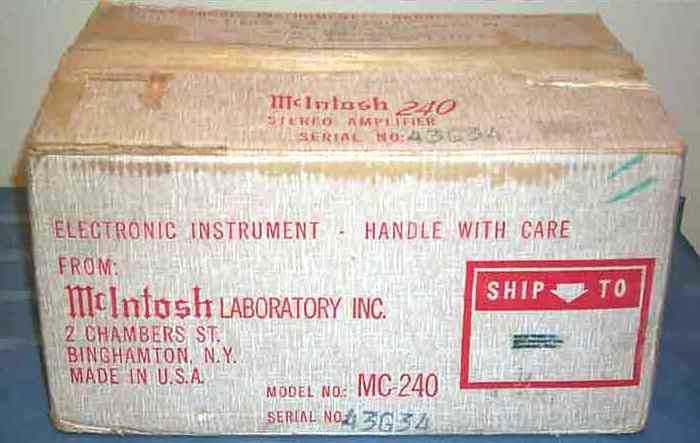 McIntosh 240
STEREO AMPLIFIER
SERIAL NO: 43G34
ELECTRONIC INSTRUMENT - HANDLE WITH CARE
FROM:
McIntosh LABORATORY INC.
2 CHAMBERS ST.
BINGHAMTON, N.Y.
MADE IN U.S.A.
MODEL NO.: MC-240
SERIAL NO. 43G34
SHIP TO